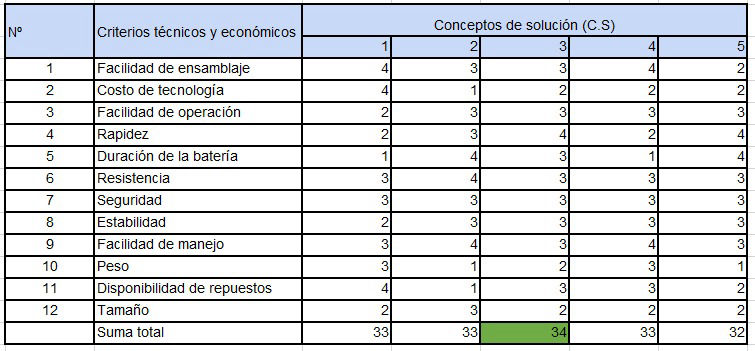 Nº Criterios técnicos y económicos Conceptos de solución (C.S)
1 2 3 4 5
1 Facilidad de ensamblaje 4 3 3 4 2
2 Costo de tecnología 4 1 2 2 2
3 Facilidad de operación 2 3 3 3 3
4 Rapidez 2 3 4 2 4
5 Duración de la batería 1 4 3 1 4
6 Resistencia 3 4 3 3 3
7 Seguridad 3 3 3 3 3
8 Estabilidad 2 3 3 3 3
9 Facilidad de manejo 3 4 3 4 3
10 Peso 3 1 2 3 1
11 Disponibilidad de repuestos 4 1 3 3 2
12 Tamaño 2 3 2 2 2
Suma total 33 33 34 33 32